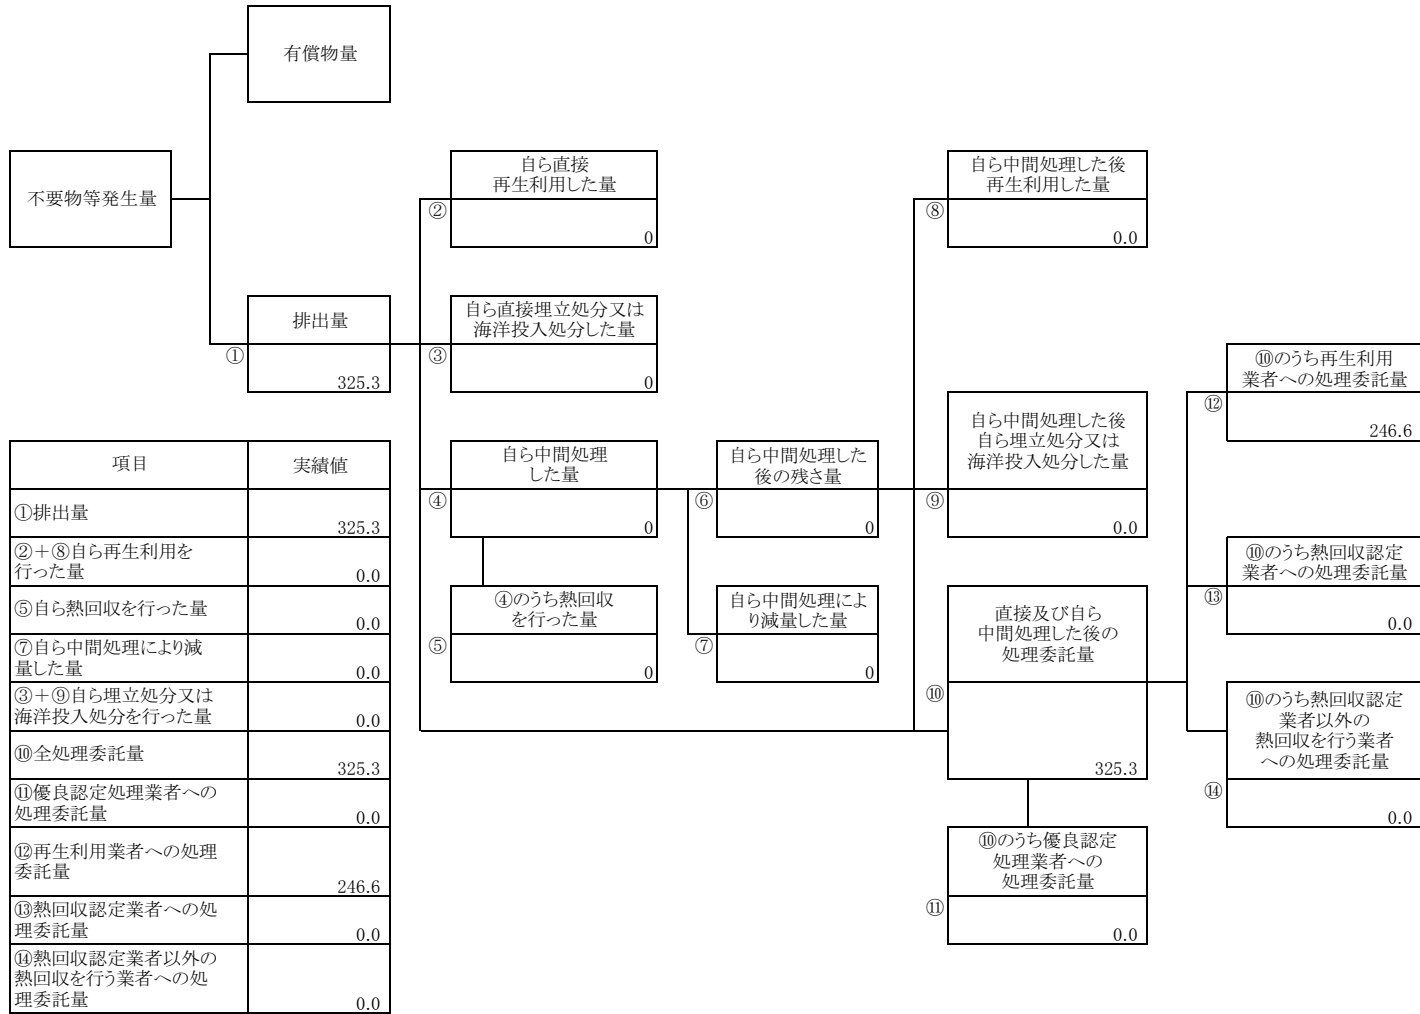 有償物量
不要物等発生量
排出量
①
325.3
自ら直接
再生利用した量
②
0
自ら直接埋立処分又は
海洋投入処分した量
③
0
自ら中間処理
した量
④
0
④のうち熱回収
を行った量
⑤
0
自ら中間処理した
後の残さ量
⑥
0
自ら中間処理によ
り減量した量
⑦
0
自ら中間処理した後
再生利用した量
⑧
0.0
自ら中間処理した後
自ら埋立処分又は
海洋投入処分した量
⑨
0.0
直接及び自ら
中間処理した後の
処理委託量
⑩
325.3
⑩のうち優良認定
処理業者への
処理委託量
⑪
0.0
⑩のうち再生利用
業者への処理委託量
⑫
246.6
⑩のうち熱回収認定
業者への処理委託量
⑬
0.0
⑩のうち熱回収認定
業者以外の
熱回収を行う業者
への処理委託量
⑭
0.0
項目 実績値
①排出量
325.3
②+⑧自ら再生利用を
行った量 0.0
⑤自ら熱回収を行った量 0.0
⑦自ら中間処理により減
量した量 0.0
③+⑨自ら埋立処分又は
海洋投入処分を行った量 0.0
⑩全処理委託量
325.3
⑪優良認定処理業者への
処理委託量 0.0
⑫再生利用業者への処理
委託量
246.6
⑬熱回収認定業者への処
理委託量 0.0
⑭熱回収認定業者以外の
熱回収を行う業者への処
理委託量 0.0